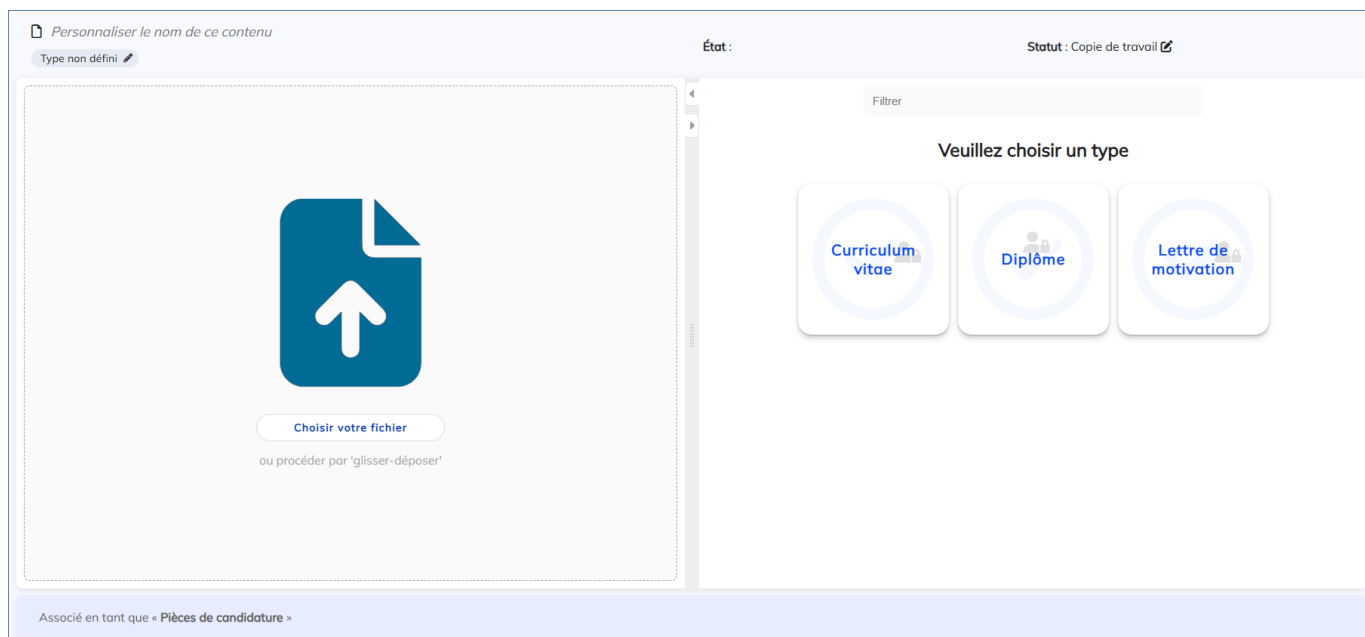 Personnaliser le nom de ce contenu
Type non défini
État :
Statut : Copie de travail
Choisir votre fichier
ou procéder par 'glisser-déposer'
Filtrer
Veuillez choisir un type
Curriculum
vitae
Diplôme
Lettre de
motivation
Associé en tant que « Pièces de candidature »